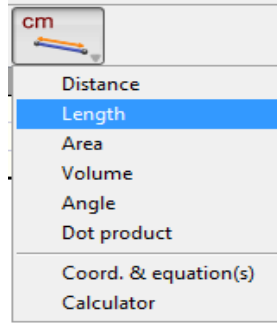 cm
Distance
Length
Area
Volume
Angle
Dot product
Coord. & equation(s)
Calculator